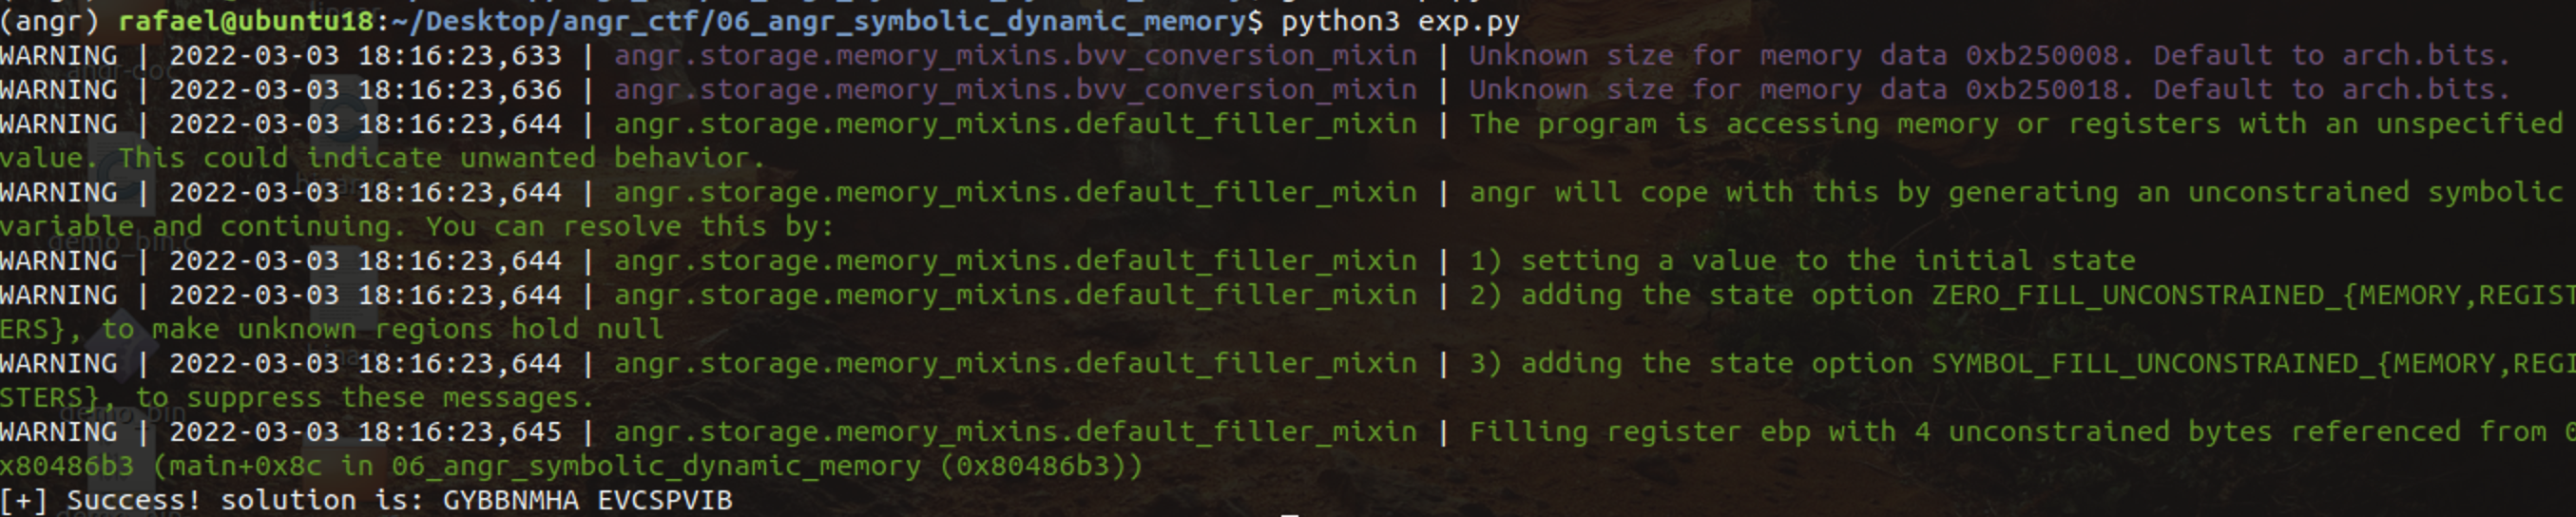 (angr) rafael@ubuntu18:~/Desktop/angr_ctf/06_angr_symbolic_dynamic_memory$ python3 exp.py
WARNING | 2022-03-03 18:16:23,633 | angr.storage.memory_mixins.bvv_conversion_mixin | Unknown size for memory data 0xb250008. Default to arch.bits.
WARNING | 2022-03-03 18:16:23,636 | angr.storage.memory_mixins.bvv_conversion_mixin | Unknown size for memory data 0xb250018. Default to arch.bits.
WARNING | 2022-03-03 18:16:23,644 | angr.storage.memory_mixins.default_filler_mixin | The program is accessing memory or registers with an unspecified
value. This could indicate unwanted behavior.
WARNING | 2022-03-03 18:16:23,644 | angr.storage.memory_mixins.default_filler_mixin | angr will cope with this by generating an unconstrained symbolic
variable and continuing. You can resolve this by:
WARNING | 2022-03-03 18:16:23,644 | angr.storage.memory_mixins.default_filler_mixin | 1) setting a value to the initial state
WARNING | 2022-03-03 18:16:23,644 | angr.storage.memory_mixins.default_filler_mixin | 2) adding the state option ZERO_FILL_UNCONSTRAINED_{MEMORY,REGIST
ERS}, to make unknown regions hold null
WARNING | 2022-03-03 18:16:23,644 | angr.storage.memory_mixins.default_filler_mixin | 3) adding the state option SYMBOL_FILL_UNCONSTRAINED_{MEMORY,REGI
STERS}, to suppress these messages.
WARNING | 2022-03-03 18:16:23,645 | angr.storage.memory_mixins.default_filler_mixin | Filling register ebp with 4 unconstrained bytes referenced from 0
x80486b3 (main+0x8c in 06_angr_symbolic_dynamic_memory (0x80486b3))
[+] Success! solution is: GYBBNMHA EVCSPVIB